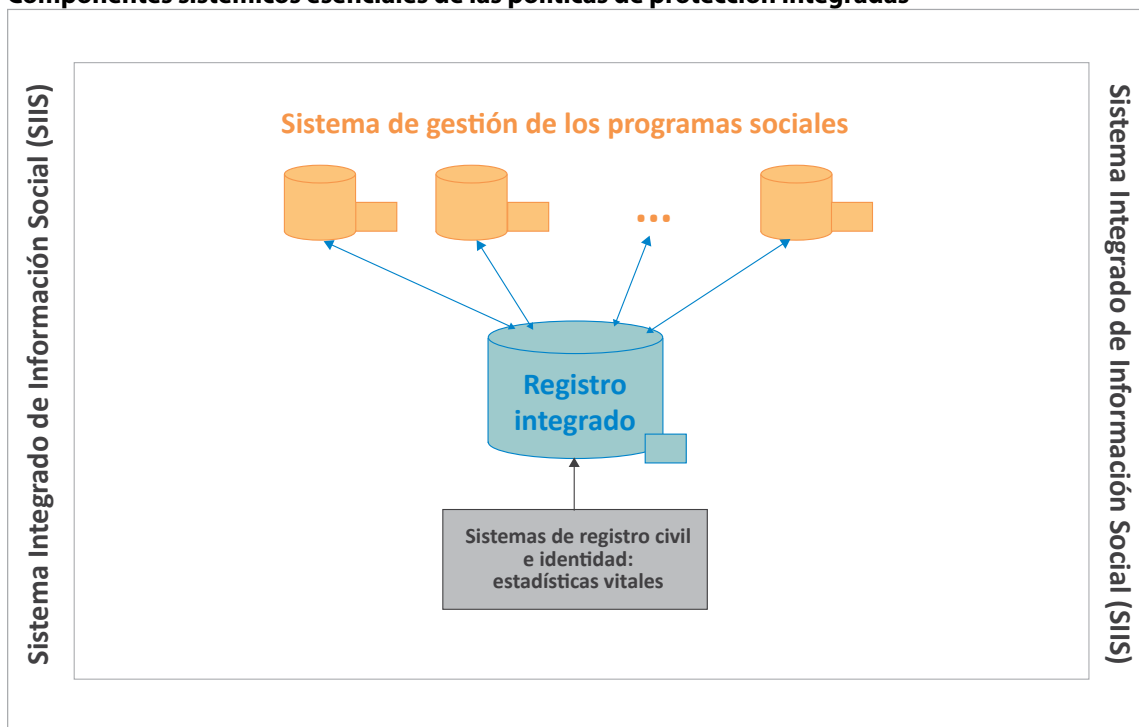 Componentes sistémicos esenciales de las políticas de protección integradas
Sistema Integrado de Información Social (SIIS)
Sistema de gestión de los programas sociales
...
Registro
integrado
Sistemas de registro civil
e identidad:
estadísticas vitales
Sistema Integrado de Información Social (SIIS)